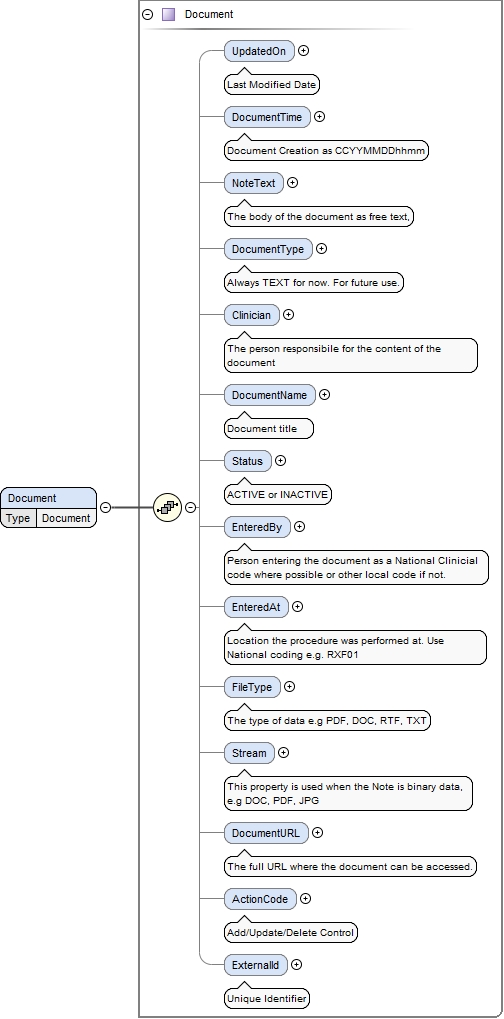 Document
UpdatedOn
Last Modified Date
DocumentTime
Document Creation as CCYYMMDDhhmm
NoteText
The body of the document as free text,
DocumentType
Always TEXT for now. For future use.
Clinician
The person responsibile for the content of the
document
DocumentName
Document title
Status
ACTIVE or INACTIVE
Document
Type Document
EnteredBy
Person entering the document as a National Clinicial
code where possible or other local code if not.
EnteredAt
Location the procedure was performed at. Use
National coding e.g. RXF01
FileType
The type of data e.g PDF, DOC, RTF, TXT
Stream
This property is used when the Note is binary data,
e.g DOC, PDF, JPG
DocumentURL
The full URL where the document can be accessed.
ActionCode
Add/Update/Delete Control
ExternalId
Unique Identifier